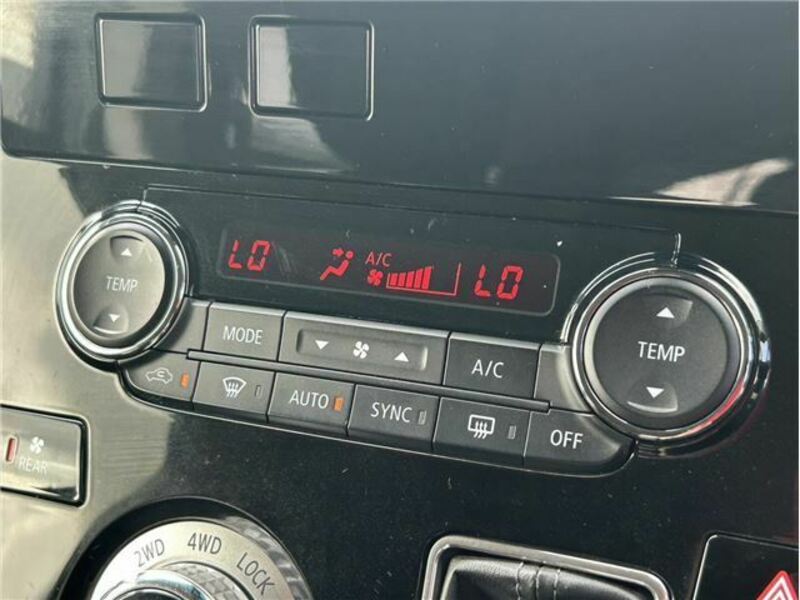 A/C
LO LO
TEMP
TEMP
MODE
A/C
AUTO
SYNC
OFF
REAR
2WD 4WD LOCK